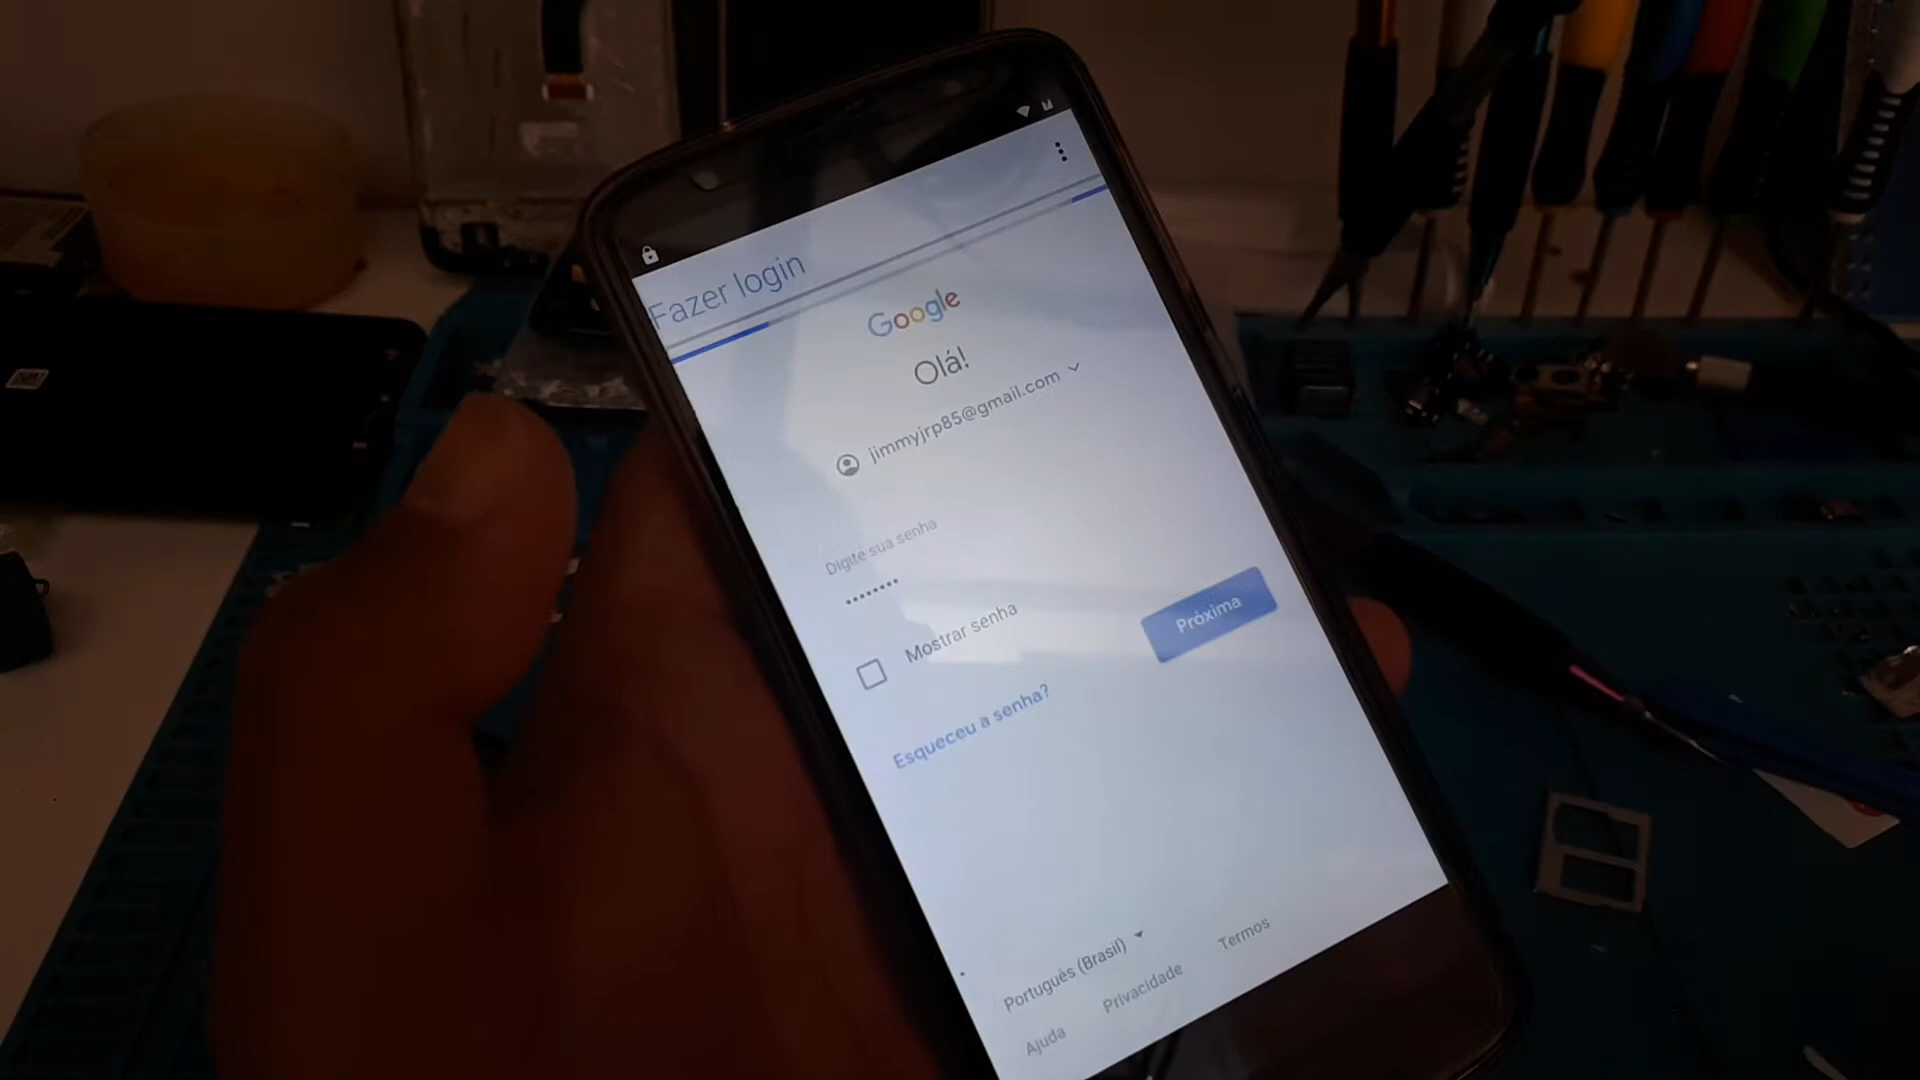 Fazer login
Google
Olá!
jimmyjrp85@gmail.com
Digite sua senha
••••••••
Mostrar senha
Próxima
Esqueceu a senha?
Português (Brasil)
Ajuda Privacidade Termos